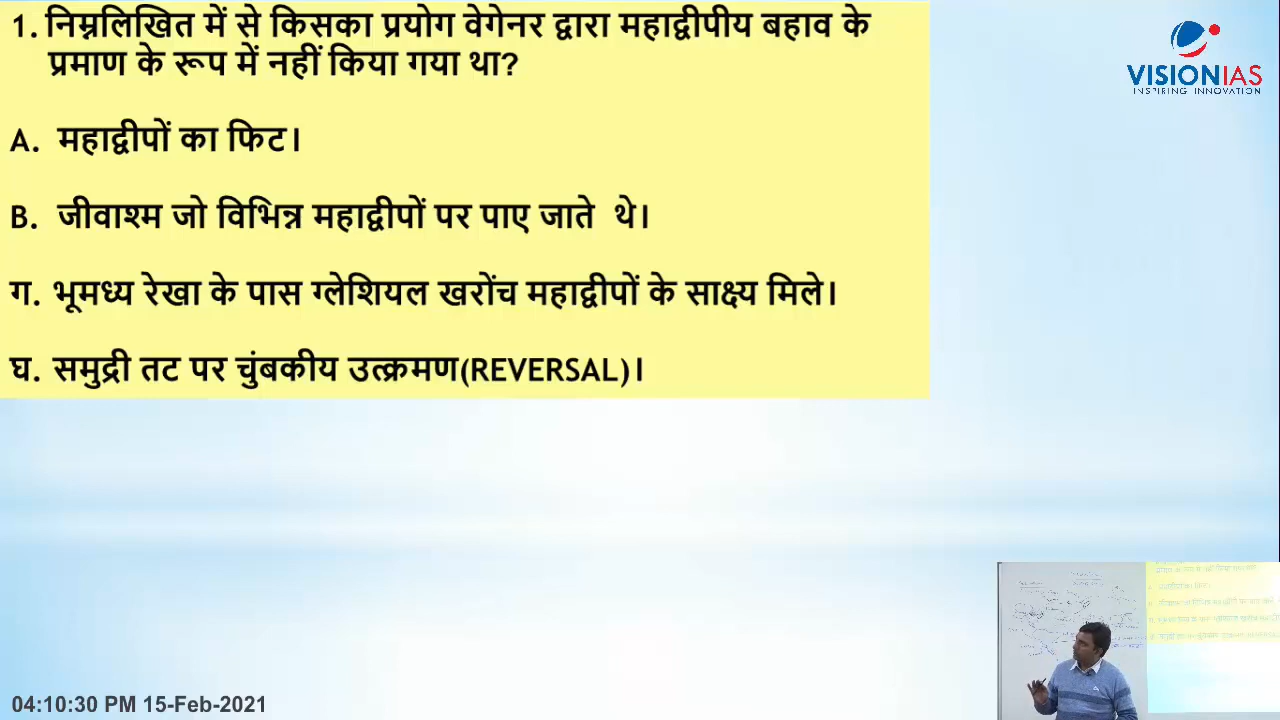 1. निम्नलिखित में से किसका प्रयोग वेगेनर द्वारा महाद्वीपीय बहाव के
प्रमाण के रूप में नहीं किया गया था?
A. महाद्वीपों का फिट।
B. जीवाश्म जो विभिन्न महाद्वीपों पर पाए जाते थे।
ग. भूमध्य रेखा के पास ग्लेशियल खरोंच महाद्वीपों के साक्ष्य मिले।
घ. समुद्री तट पर चुंबकीय उत्क्रमण(REVERSAL)।
VISIONIAS
INSPIRING INNOVATION
04:10:30 PM 15-Feb-2021